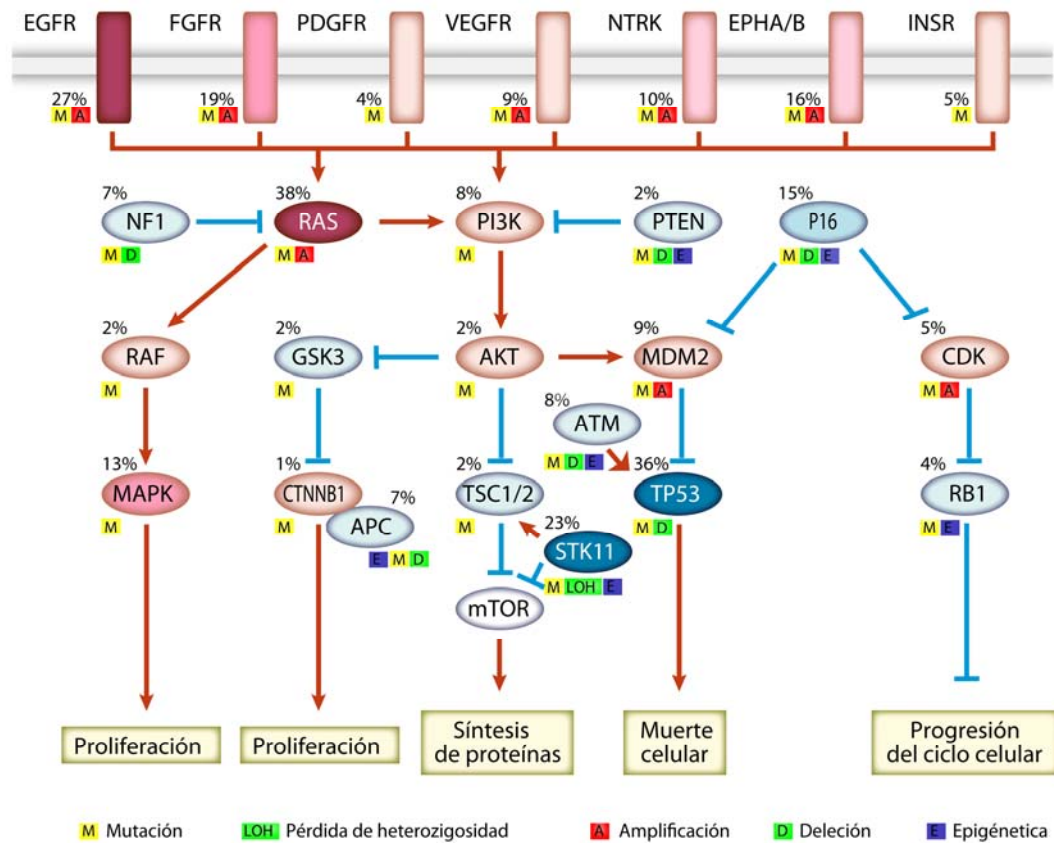 EGFR FGFR PDGFR VEGFR NTRK EPHA/B INSR
27% 19% 4% 9% 10% 16% 5%
M A M A M M A M A M A M
7% 38% 8% 2% 15%
NF1 RAS PI3K PTEN P16
M D M A M M D E M D E
2% 2% 2% 9% 5%
RAF GSK3 AKT MDM2 CDK
M M M M A M A
8%
ATM
M D E
13% 1% 2% 36% 4%
MAPK CTNNB1 TSC1/2 TP53 RB1
M M M M D M E
7%
APC
E M D
23%
STK11
M LOH E
mTOR
Proliferación
Proliferación
Síntesis
de proteínas
Muerte
celular
Progresión
del ciclo celular
M Mutación LOH Pérdida de heterozigosidad A Amplificación D Deleción E Epigénetica